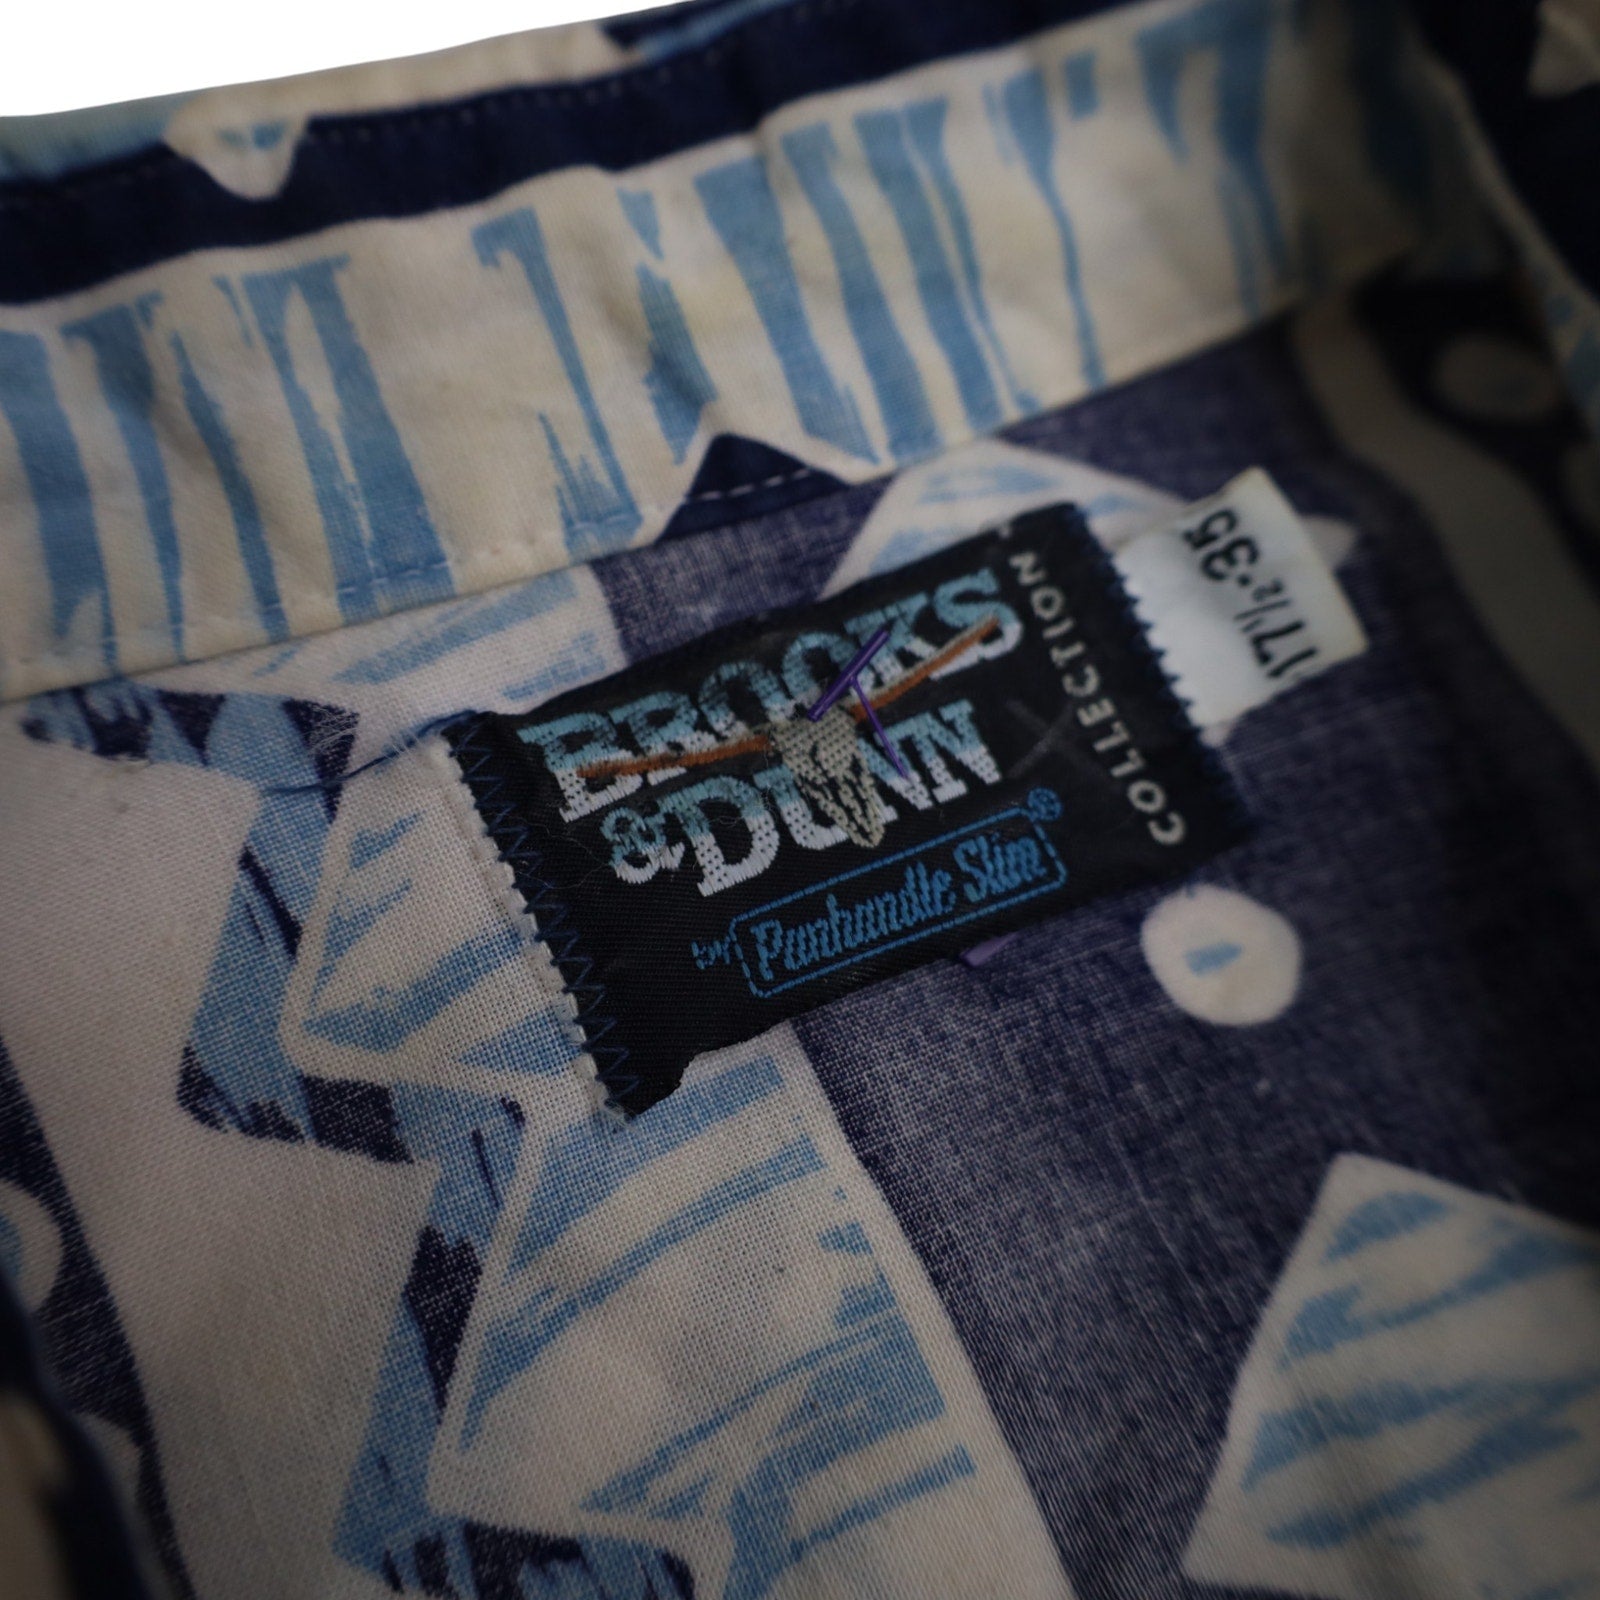 BROOKS
& DUNN
COLLECTION
by Panhandle Slim®
17½·35